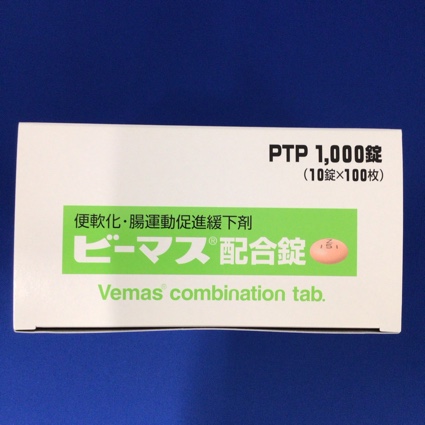 PTP 1,000錠
(10錠×100枚)
便軟化・腸運動促進緩下剤
ビーマス®配合錠
Vemas® combination tab.